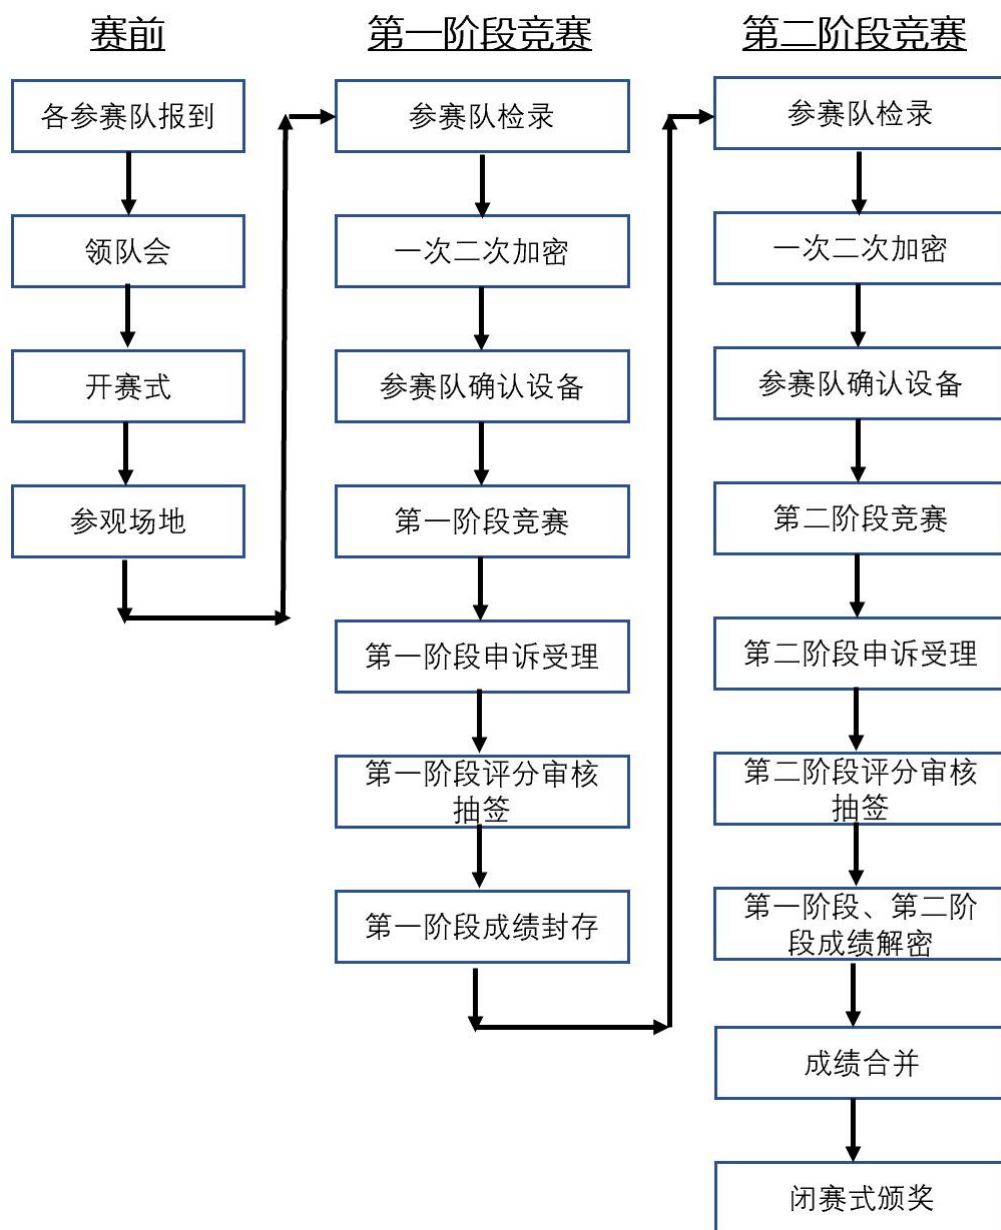 赛前
各参赛队报到
领队会
开赛式
参观场地
第一阶段竞赛
参赛队检录
一次二次加密
参赛队确认设备
第一阶段竞赛
第一阶段申诉受理
第一阶段评分审核
抽签
第一阶段成绩封存
第二阶段竞赛
参赛队检录
一次二次加密
参赛队确认设备
第二阶段竞赛
第二阶段申诉受理
第二阶段评分审核
抽签
第一阶段、第二阶
段成绩解密
成绩合并
闭赛式颁奖